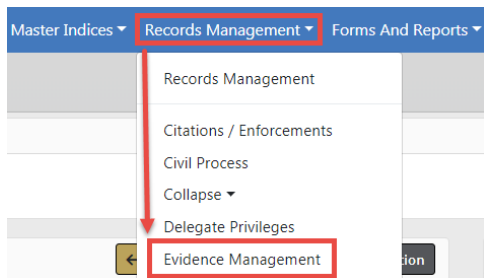 Master Indices Records Management Forms And Reports
Records Management
Citations / Enforcements
Civil Process
Collapse
Delegate Privileges
Evidence Management